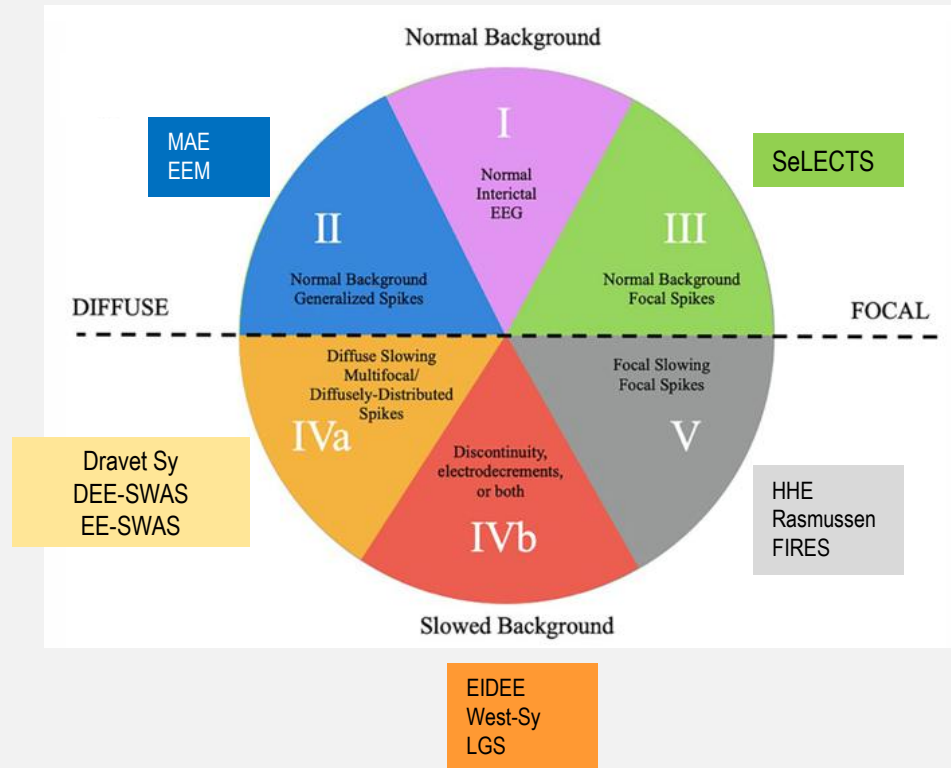 Normal Background
MAE
EEM
I
Normal
Interictal
EEG
SeLECTS
II
Normal Background
Generalized Spikes
III
Normal Background
Focal Spikes
DIFFUSE
FOCAL
Diffuse Slowing
Multifocal/
Diffusely-Distributed
Spikes
IVa
Focal Slowing
Focal Spikes
V
Discontinuity,
electrodecrements,
or both
IVb
Dravet Sy
DEE-SWAS
EE-SWAS
HHE
Rasmussen
FIRES
Slowed Background
EIDEE
West-Sy
LGS